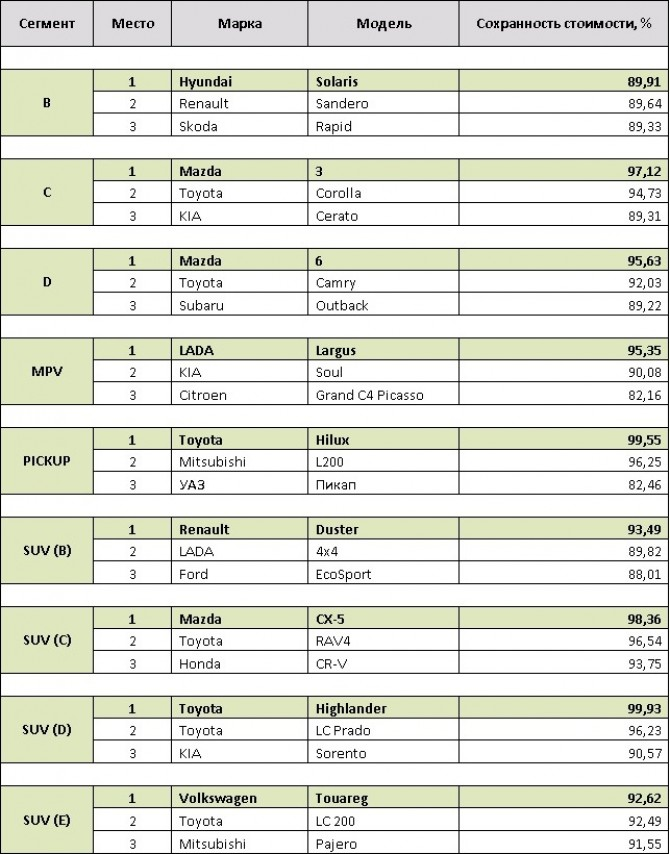 Сегмент Место Марка Модель Сохранность стоимости, %
B 1 Hyundai Solaris 89,91
2 Renault Sandero 89,64
3 Skoda Rapid 89,33
C 1 Mazda 3 97,12
2 Toyota Corolla 94,73
3 KIA Cerato 89,31
D 1 Mazda 6 95,63
2 Toyota Camry 92,03
3 Subaru Outback 89,22
MPV 1 LADA Largus 95,35
2 KIA Soul 90,08
3 Citroen Grand C4 Picasso 82,16
PICKUP 1 Toyota Hilux 99,55
2 Mitsubishi L200 96,25
3 УАЗ Пикап 82,46
SUV (B) 1 Renault Duster 93,49
2 LADA 4x4 89,82
3 Ford EcoSport 88,01
SUV (C) 1 Mazda CX-5 98,36
2 Toyota RAV4 96,54
3 Honda CR-V 93,75
SUV (D) 1 Toyota Highlander 99,93
2 Toyota LC Prado 96,23
3 KIA Sorento 90,57
SUV (E) 1 Volkswagen Touareg 92,62
2 Toyota LC 200 92,49
3 Mitsubishi Pajero 91,55